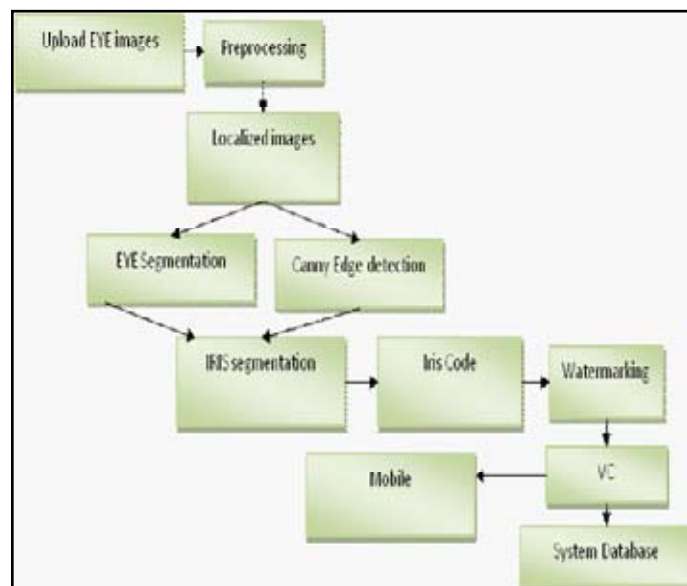 Upload EYE images
Preprocessing
Localized images
EYE Segmentation
Canny Edge detection
IRIS segmentation
Iris Code
Watermarking
Mobile
VC
System Database